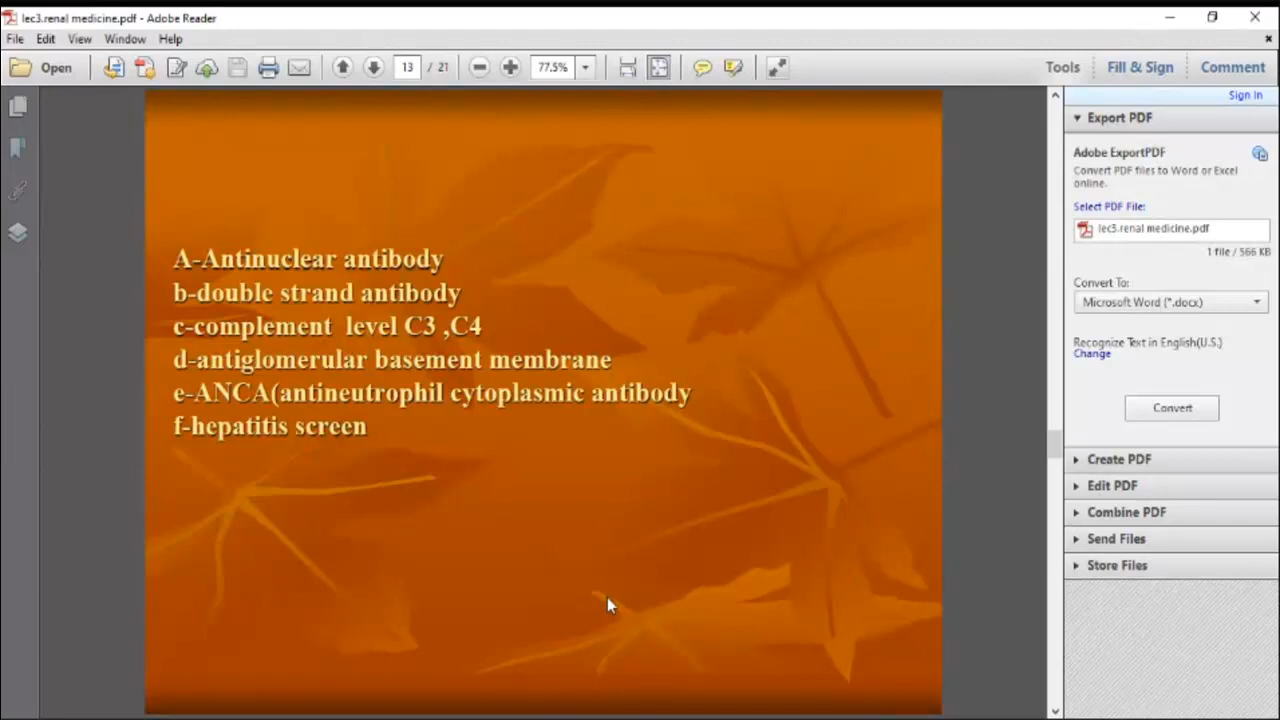 lec3.renal medicine.pdf - Adobe Reader
File Edit View Window Help
Open 13 / 21 77.5% Tools Fill & Sign Comment
Sign In
Export PDF
Adobe ExportPDF
Convert PDF files to Word or Excel
online.
Select PDF File:
lec3.renal medicine.pdf
1 file / 566 KB
Convert To:
Microsoft Word (*.docx)
Recognize Text in English(U.S.)
Change
Convert
Create PDF
Edit PDF
Combine PDF
Send Files
Store Files
A-Antinuclear antibody
b-double strand antibody
c-complement level C3 ,C4
d-antiglomerular basement membrane
e-ANCA(antineutrophil cytoplasmic antibody
f-hepatitis screen